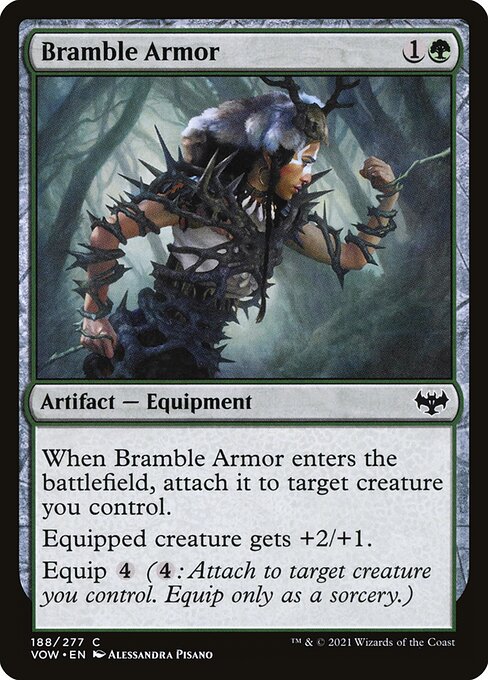 Bramble Armor 1
Artifact — Equipment
When Bramble Armor enters the
battlefield, attach it to target creature
you control.
Equipped creature gets +2/+1.
Equip 4 (4: Attach to target creature
you control. Equip only as a sorcery.)
188/277 C
VOW • EN Alessandra Pisano
™ & © 2021 Wizards of the Coast